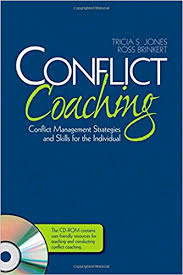 TRICIA S. JONES
ROSS BRINKERT
CONFLICT
Coaching
Conflict Management Strategies
and Skills for the Individual
The CD-ROM contains
user-friendly resources for
teaching and conducting
conflict coaching.